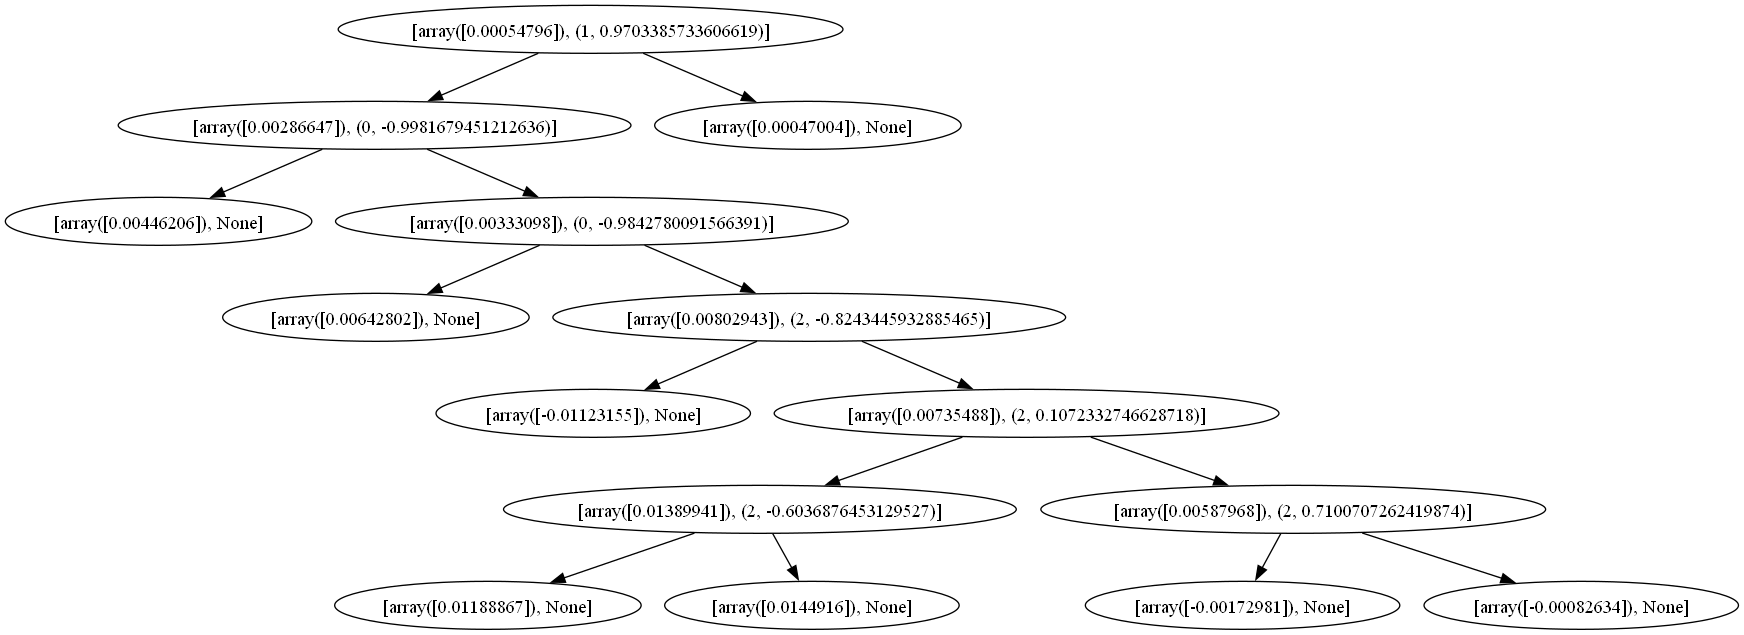 [array([0.00054796]), (1, 0.9703385733606619)]
[array([0.00286647]), (0, -0.9981679451212636)]
[array([0.00047004]), None]
[array([0.00446206]), None]
[array([0.00333098]), (0, -0.9842780091566391)]
[array([0.00642802]), None]
[array([0.00802943]), (2, -0.8243445932885465)]
[array([-0.01123155]), None]
[array([0.00735488]), (2, 0.1072332746628718)]
[array([0.01389941]), (2, -0.6036876453129527)]
[array([0.00587968]), (2, 0.7100707262419874)]
[array([0.01188867]), None]
[array([0.0144916]), None]
[array([-0.00172981]), None]
[array([-0.00082634]), None]